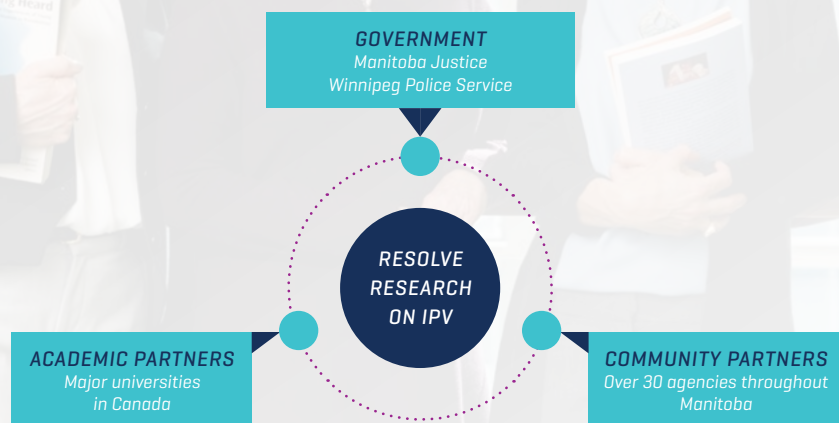 GOVERNMENT
Manitoba Justice
Winnipeg Police Service
RESOLVE
RESEARCH
ON IPV
ACADEMIC PARTNERS
Major universities
in Canada
COMMUNITY PARTNERS
Over 30 agencies throughout
Manitoba